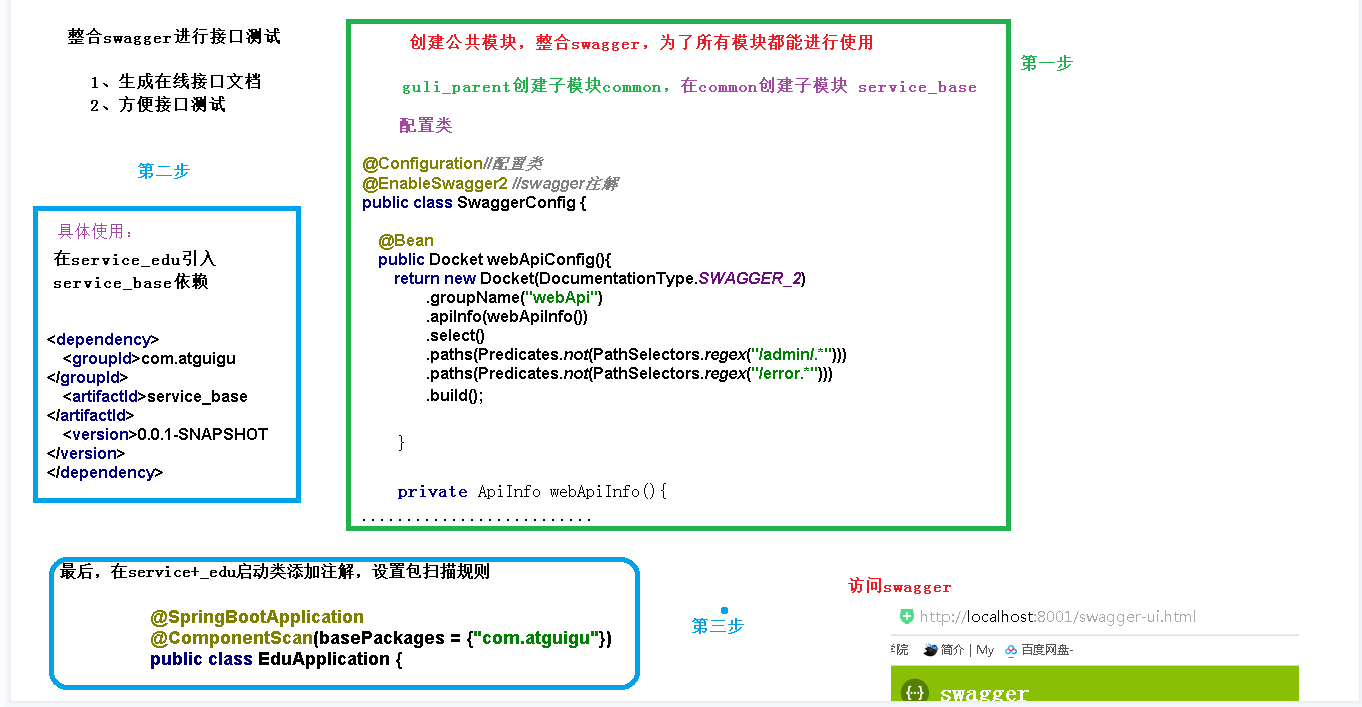 整合swagger进行接口测试
1、生成在线接口文档
2、方便接口测试
创建公共模块，整合swagger，为了所有模块都能进行使用
guli_parent创建子模块common，在common创建子模块 service_base
配置类
@Configuration//配置类
@EnableSwagger2 //swagger注解
public class SwaggerConfig {
@Bean
public Docket webApiConfig(){
return new Docket(DocumentationType.SWAGGER_2)
.groupName("webApi")
.apiInfo(webApiInfo())
.select()
.paths(Predicates.not(PathSelectors.regex("/admin/.*")))
.paths(Predicates.not(PathSelectors.regex("/error.*")))
.build();
}
private ApiInfo webApiInfo(){
..........................
第一步
第二步
具体使用：
在service_edu引入
service_base依赖
<dependency>
<groupId>com.atguigu
</groupId>
<artifactId>service_base
</artifactId>
<version>0.0.1-SNAPSHOT
</version>
</dependency>
最后，在service+_edu启动类添加注解，设置包扫描规则
@SpringBootApplication
@ComponentScan(basePackages = {"com.atguigu"})
public class EduApplication {
第三步
访问swagger
http://localhost:8001/swagger-ui.html
学院 简介 | My 百度网盘-
{··} swagger